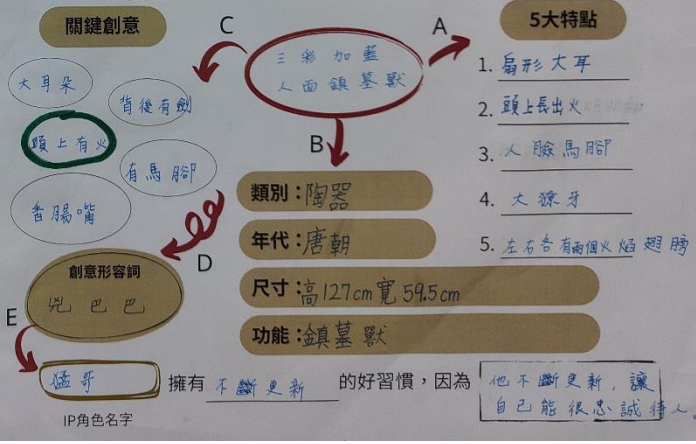 關鍵創意
大耳朵
背後有劍
頭上有火
有馬腳
香腸嘴
C
三彩加藍
人面鎮墓獸
A
5大特點
1. 扇形大耳
2. 頭上長出火
3. 人臉馬腳
4. 大獠牙
5. 左右各有兩個火焰翅膀
B
類別：陶器
年代：唐朝
尺寸：高127cm寬59.5cm
功能：鎮墓獸
D
創意形容詞
兇巴巴
E
猛哥
IP角色名字
擁有 不斷更新 的好習慣，因為
他不斷更新，讓
自己能很忠誠待人。